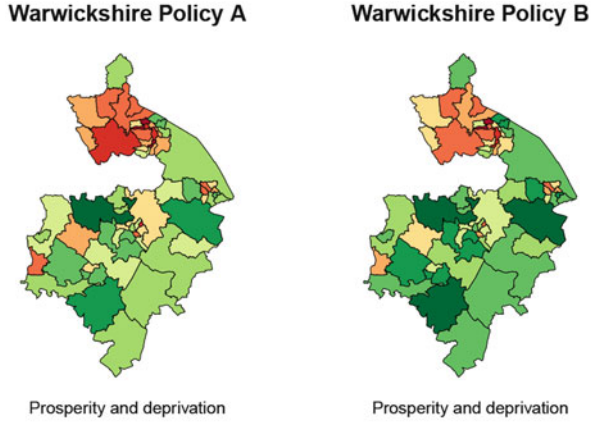 Warwickshire Policy A
Warwickshire Policy B
Prosperity and deprivation
Prosperity and deprivation